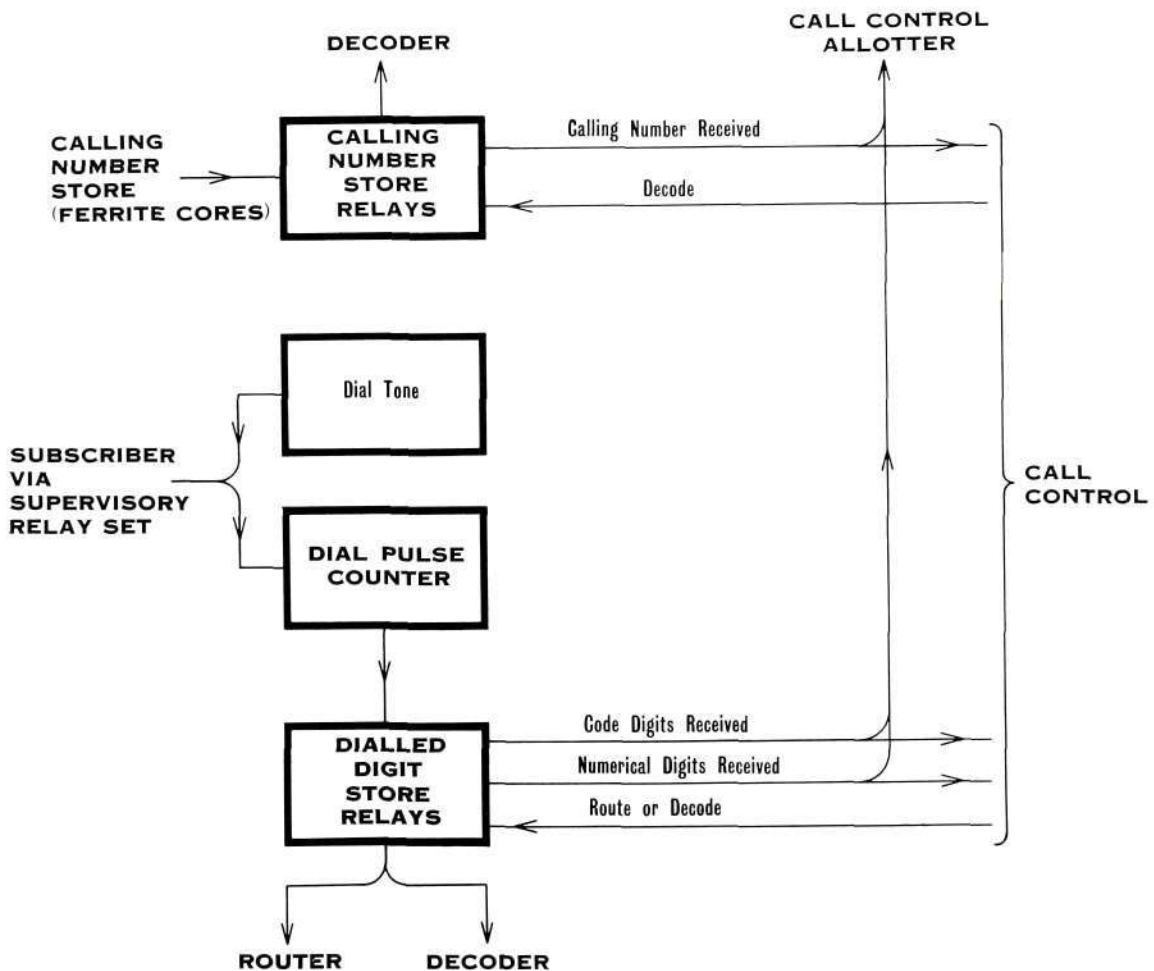 DECODER
CALL CONTROL
ALLOTTER
CALLING
NUMBER
STORE
(FERRITE CORES)
CALLING
NUMBER
STORE
RELAYS
Calling Number Received
Decode
Dial Tone
SUBSCRIBER
VIA
SUPERVISORY
RELAY SET
DIAL PULSE
COUNTER
CALL
CONTROL
DIALLED
DIGIT
STORE
RELAYS
Code Digits Received
Numerical Digits Received
Route or Decode
ROUTER
DECODER